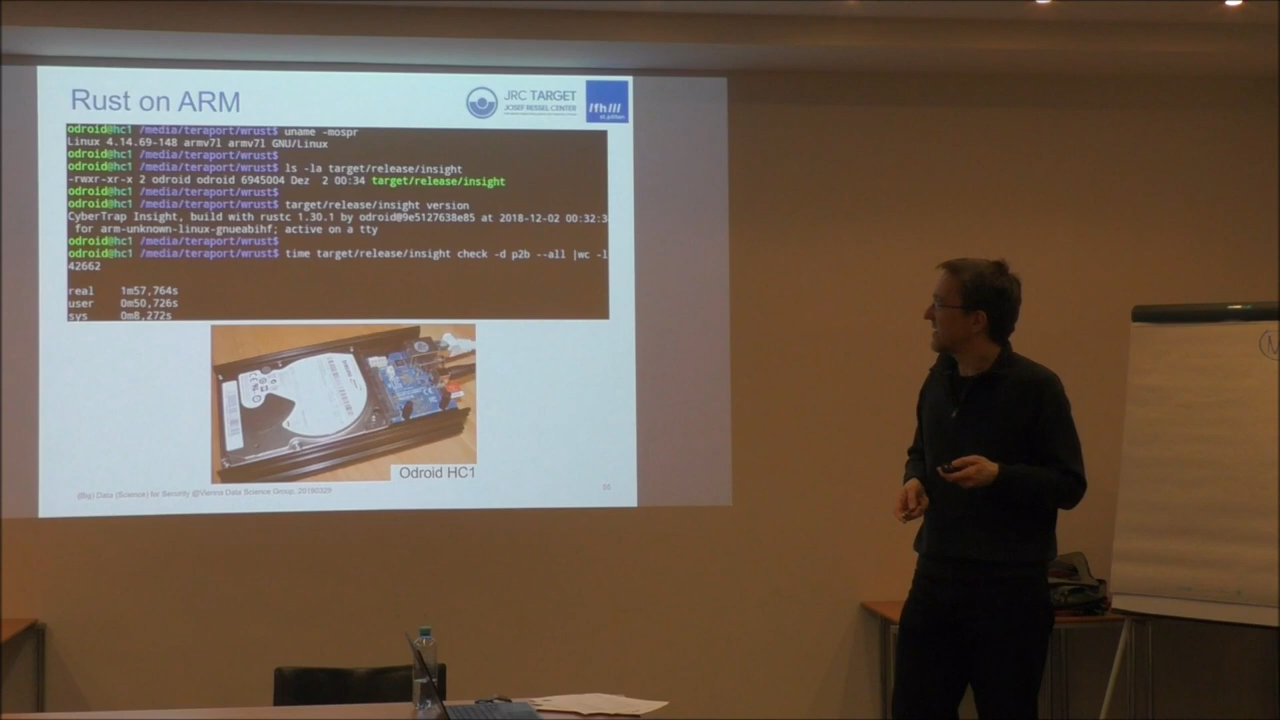 Rust on ARM
JRC TARGET
JOSEF RESSEL CENTER
/fh///
st.pölten
odroid@hc1 /media/teraport/wrust$ uname -mospr
Linux 4.14.69-148 armv7l armv7l GNU/Linux
odroid@hc1 /media/teraport/wrust$
odroid@hc1 /media/teraport/wrust$ ls -la target/release/insight
-rwxr-xr-x 2 odroid odroid 6945004 Dez  2 00:34 target/release/insight
odroid@hc1 /media/teraport/wrust$
odroid@hc1 /media/teraport/wrust$ target/release/insight version
CyberTrap Insight, build with rustc 1.30.1 by odroid@9e5127638e85 at 2018-12-02 00:32:3
for arm-unknown-linux-gnueabihf; active on a tty
odroid@hc1 /media/teraport/wrust$
odroid@hc1 /media/teraport/wrust$ time target/release/insight check -d p2b --all |wc -l
42662
real 1m57,764s
user 0m50,726s
sys 0m8,272s
Odroid HC1
(Big) Data (Science) for Security @Vienna Data Science Group, 20190329
55